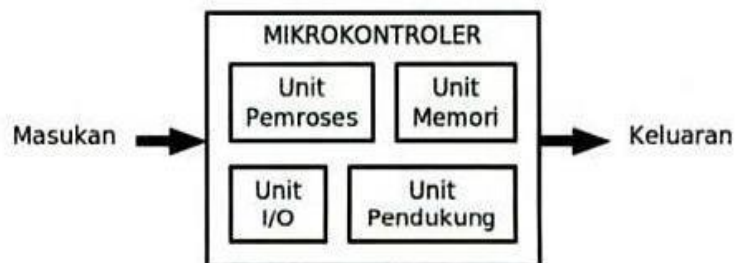 MIKROKONTROLER
Unit
Pemroses
Unit
Memori
Masukan
Keluaran
Unit
I/O
Unit
Pendukung